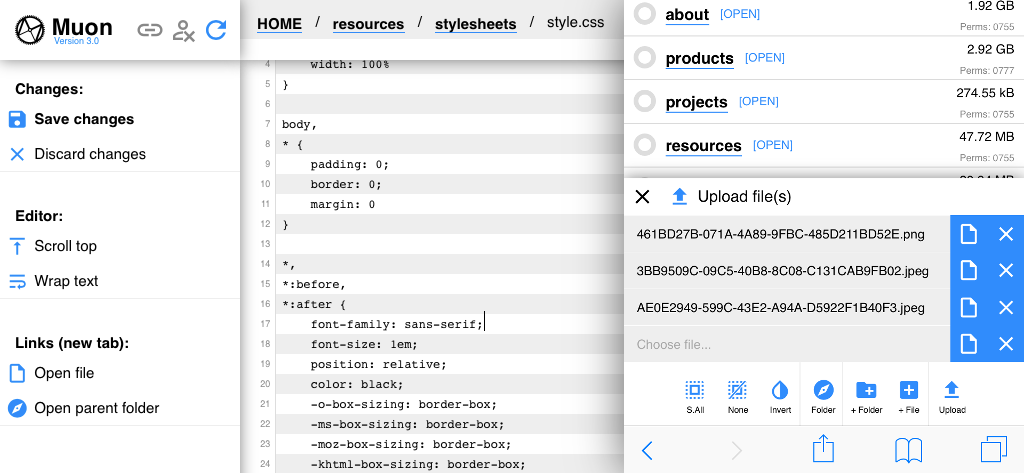 Muon
Version 3.0
Changes:
Save changes
Discard changes
Editor:
Scroll top
Wrap text
Links (new tab):
Open file
Open parent folder
HOME / resources / stylesheets / style.css
4 width: 100%
5 }
6
7 body,
8 * {
9 padding: 0;
10 border: 0;
11 margin: 0
12 }
13
14 *,
15 *:before,
16 *:after {
17 font-family: sans-serif;
18 font-size: 1em;
19 position: relative;
20 color: black;
21 -o-box-sizing: border-box;
22 -ms-box-sizing: border-box;
23 -moz-box-sizing: border-box;
24 -khtml-box-sizing: border-box;
about [OPEN] 1.92 GB
Perms: 0755
products [OPEN] 2.92 GB
Perms: 0777
projects [OPEN] 274.55 kB
Perms: 0755
resources [OPEN] 47.72 MB
Perms: 0755
Upload file(s)
461BD27B-071A-4A89-9FBC-485D211BD52E.png
3BB9509C-09C5-40B8-8C08-C131CAB9FB02.jpeg
AE0E2949-599C-43E2-A94A-D5922F1B40F3.jpeg
Choose file...
S.All None Invert Folder + Folder + File Upload